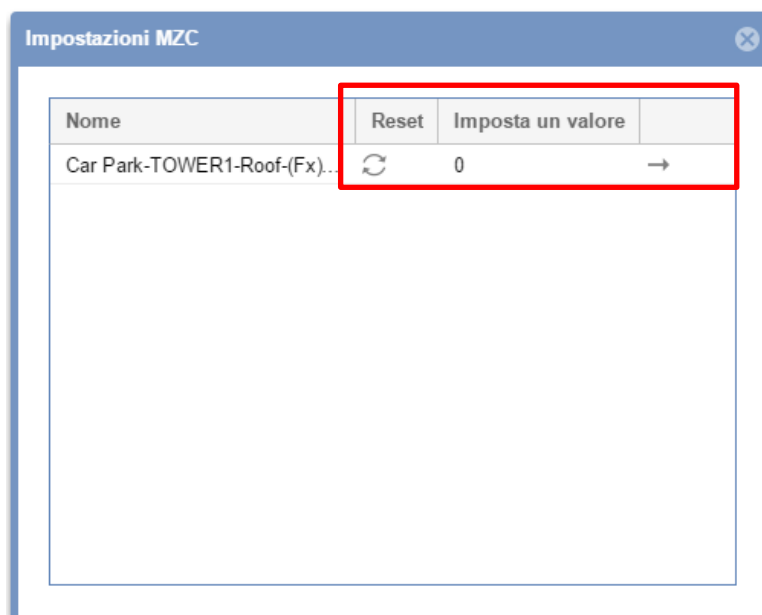 Impostazioni MZC
Nome Reset Imposta un valore
Car Park-TOWER1-Roof-(Fx)... 0